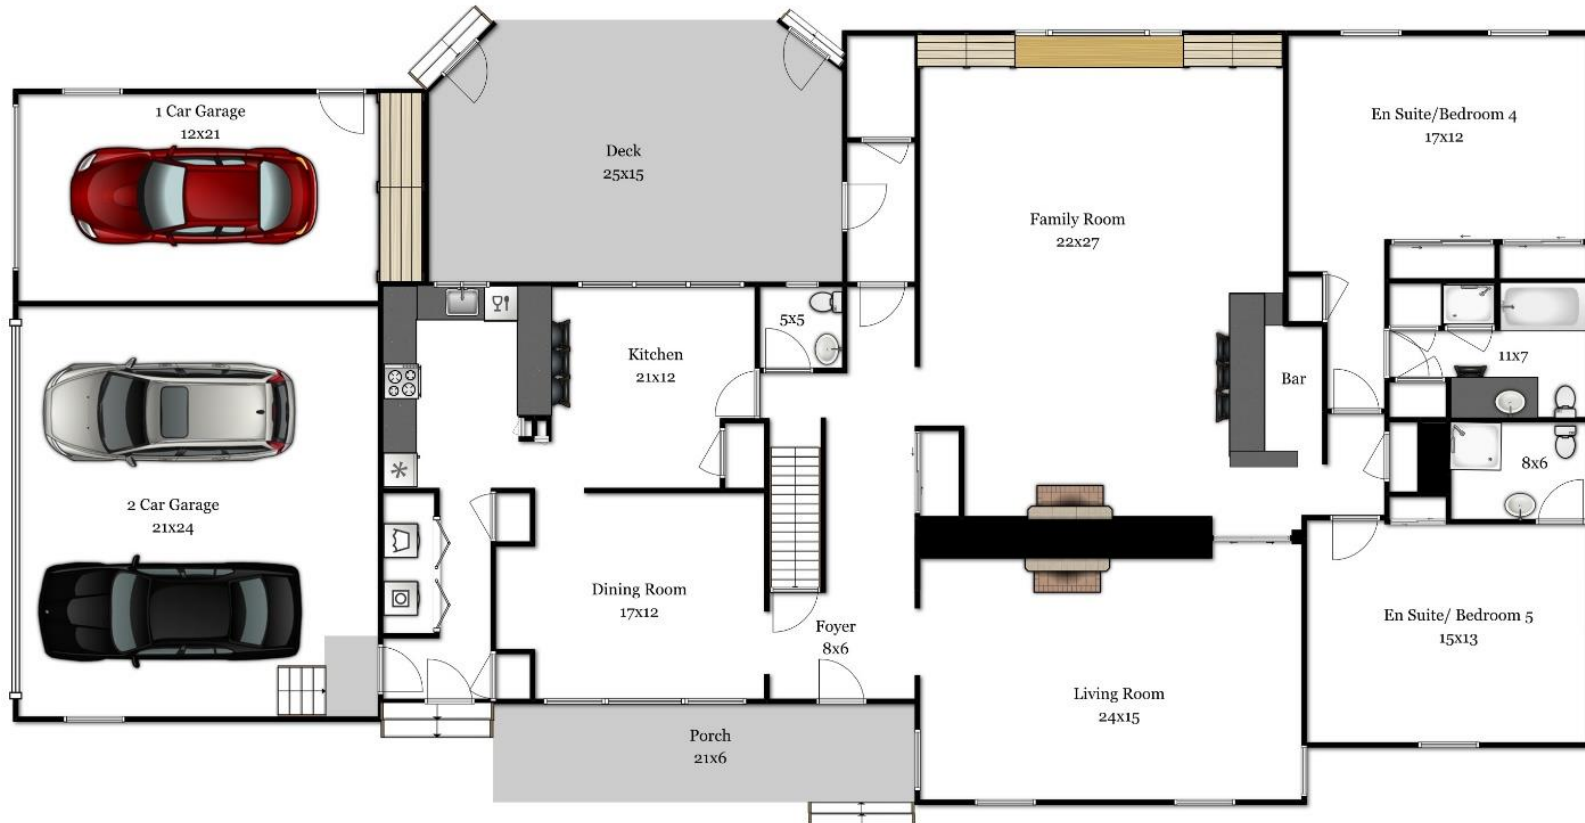 1 Car Garage
12x21
Deck
25x15
En Suite/Bedroom 4
17x12
Family Room
22x27
5x5
Kitchen
21x12
Bar
11x7
8x6
2 Car Garage
21x24
Dining Room
17x12
Foyer
8x6
En Suite/ Bedroom 5
15x13
Living Room
24x15
Porch
21x6